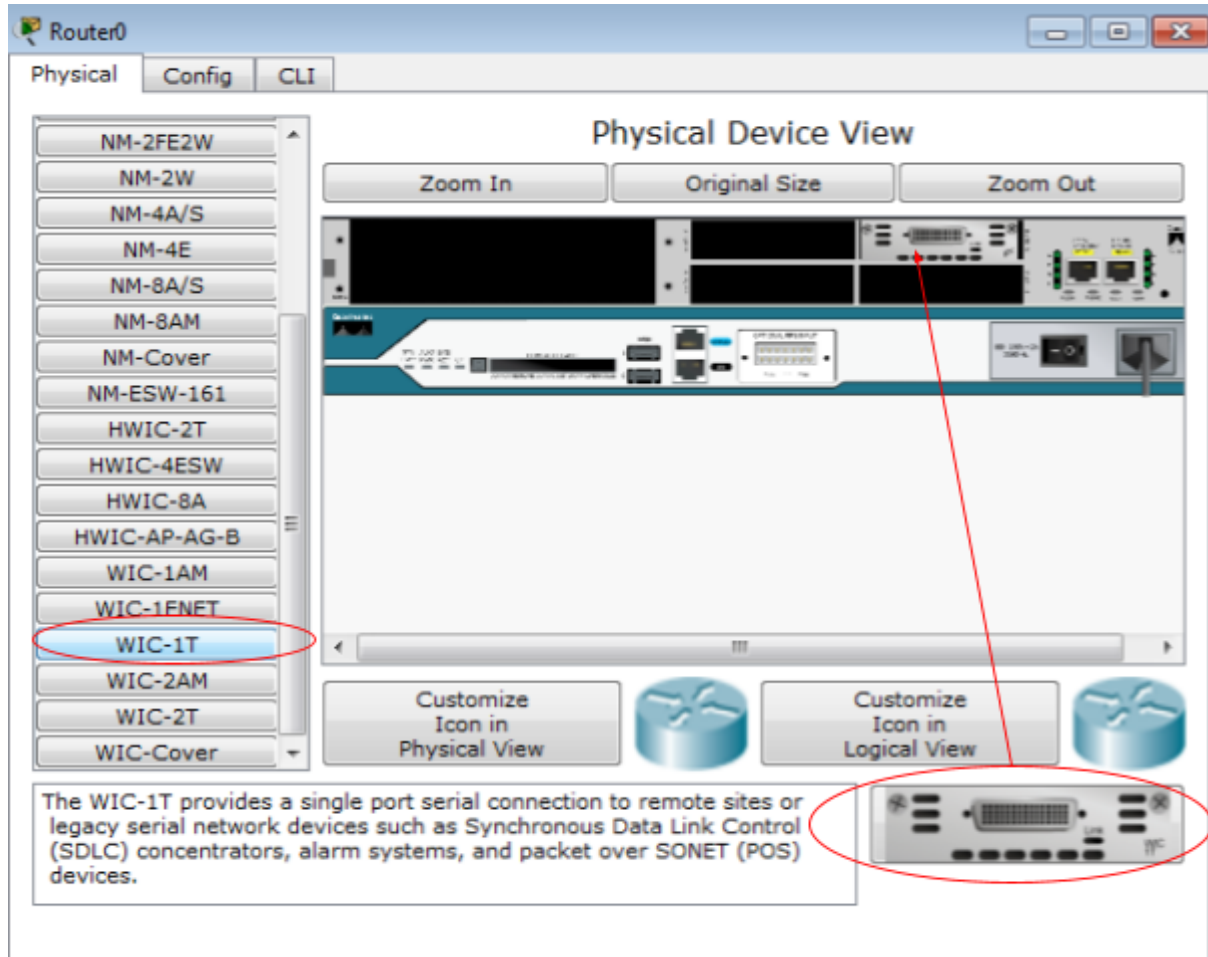 Router0
Physical
Config
CLI
NM-2FE2W
NM-2W
NM-4A/S
NM-4E
NM-8A/S
NM-8AM
NM-Cover
NM-ESW-161
HWIC-2T
HWIC-4ESW
HWIC-8A
HWIC-AP-AG-B
WIC-1AM
WIC-1ENET
WIC-1T
WIC-2AM
WIC-2T
WIC-Cover
Physical Device View
Zoom In
Original Size
Zoom Out
Customize
Icon in
Physical View
Customize
Icon in
Logical View
The WIC-1T provides a single port serial connection to remote sites or
legacy serial network devices such as Synchronous Data Link Control
(SDLC) concentrators, alarm systems, and packet over SONET (POS)
devices.
Link
WIC
1T